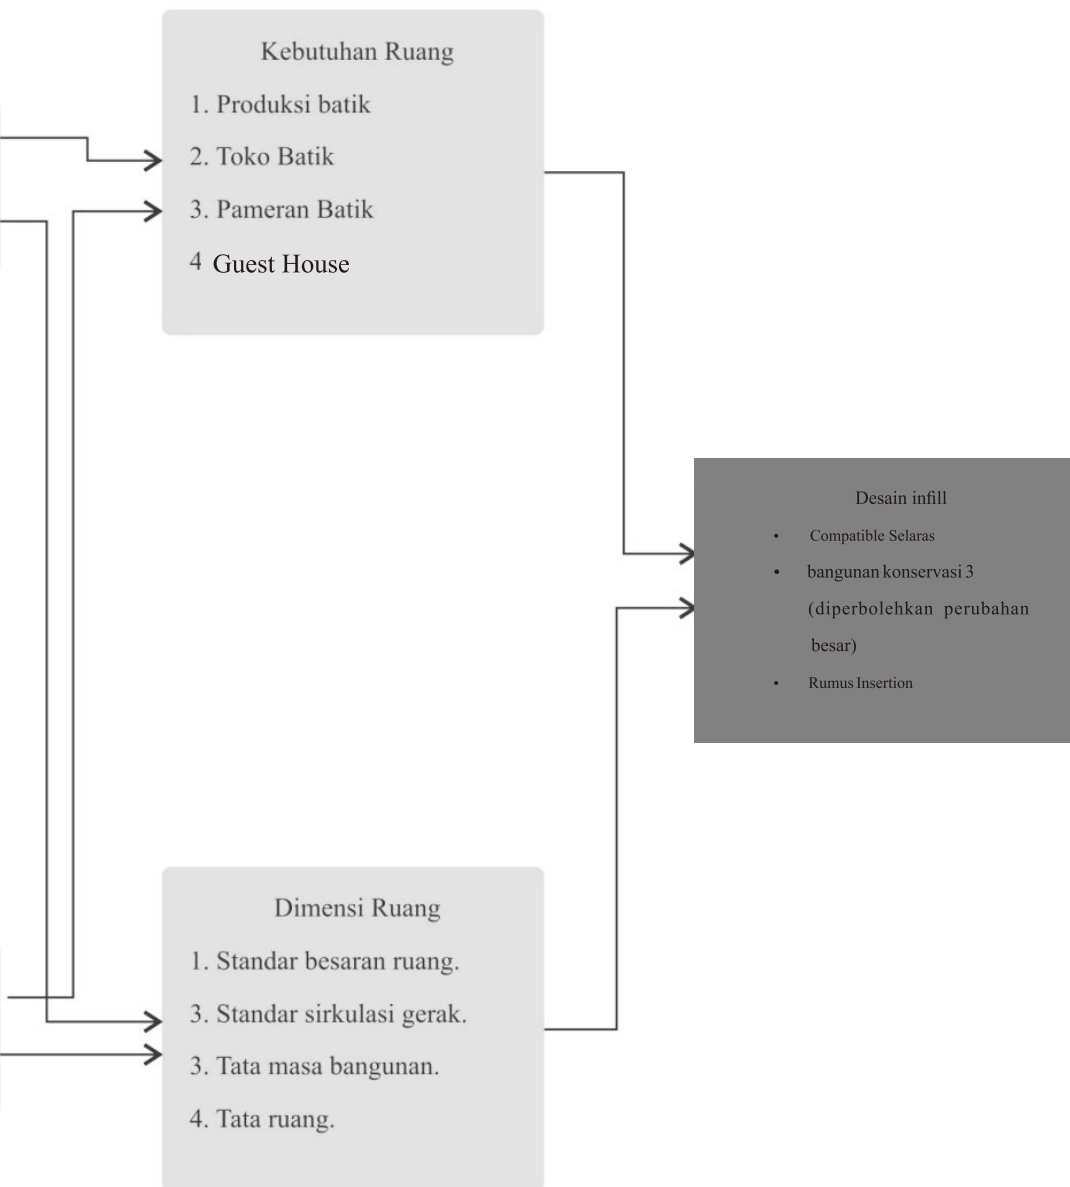 Kebutuhan Ruang
1. Produksi batik
2. Toko Batik
3. Pameran Batik
4 Guest House
Desain infill
• Compatible Selaras
• bangunan konservasi 3
(diperbolehkan perubahan
besar)
• Rumus Insertion
Dimensi Ruang
1. Standar besaran ruang.
3. Standar sirkulasi gerak.
3. Tata masa bangunan.
4. Tata ruang.